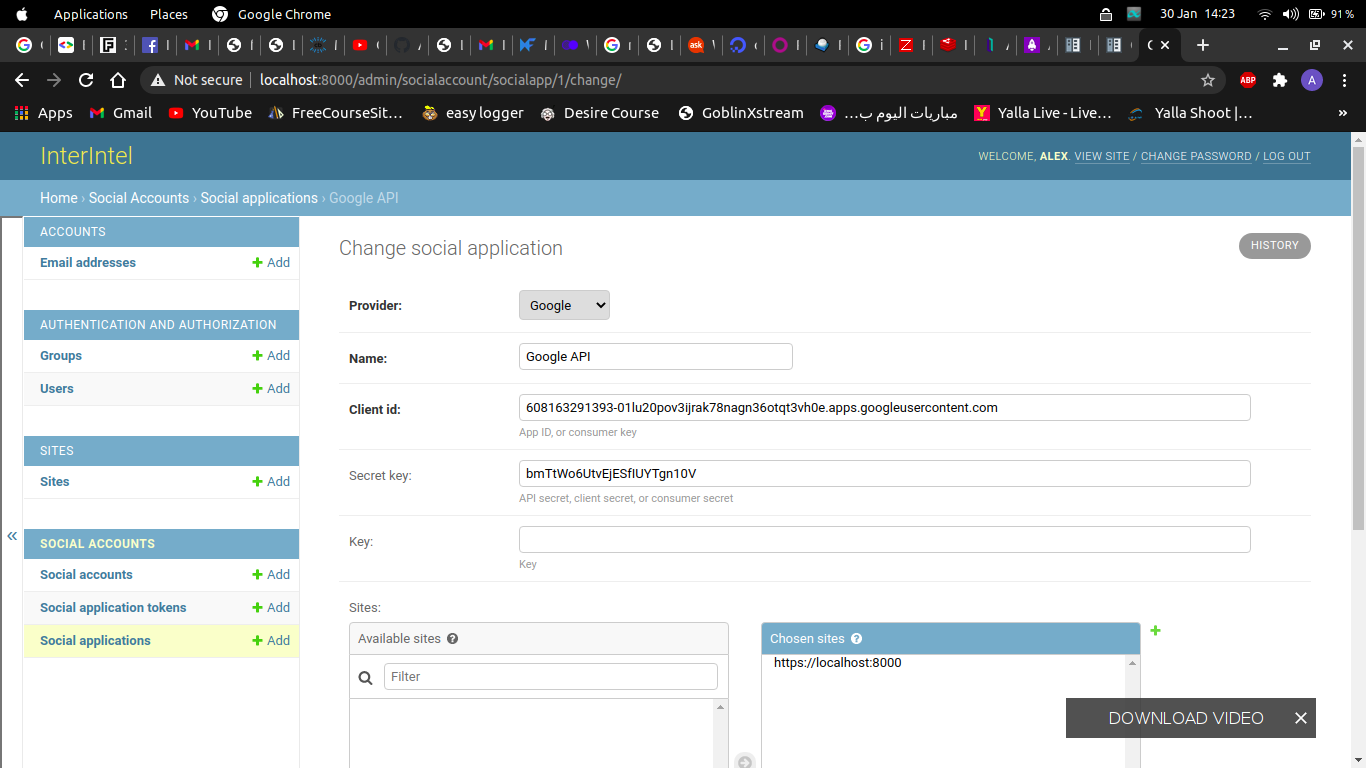 Applications Places Google Chrome 30 Jan 14:23 91 %
Not secure localhost:8000/admin/socialaccount/socialapp/1/change/
Apps Gmail YouTube FreeCourseSit… easy logger Desire Course GoblinXstream مباريات اليوم ب… Yalla Live - Live… Yalla Shoot |… »
InterIntel
WELCOME, ALEX. VIEW SITE / CHANGE PASSWORD / LOG OUT
Home › Social Accounts › Social applications › Google API
ACCOUNTS
Email addresses + Add
AUTHENTICATION AND AUTHORIZATION
Groups + Add
Users + Add
SITES
Sites + Add
«
SOCIAL ACCOUNTS
Social accounts + Add
Social application tokens + Add
Social applications + Add
Change social application
HISTORY
Provider: Google
Name: Google API
Client id: 608163291393-01lu20pov3ijrak78nagn36otqt3vh0e.apps.googleusercontent.com
App ID, or consumer key
Secret key: bmTtWo6UtvEjESfIUYTgn10V
API secret, client secret, or consumer secret
Key:
Key
Sites:
Available sites ?
Filter
Chosen sites ?
https://localhost:8000
DOWNLOAD VIDEO ×